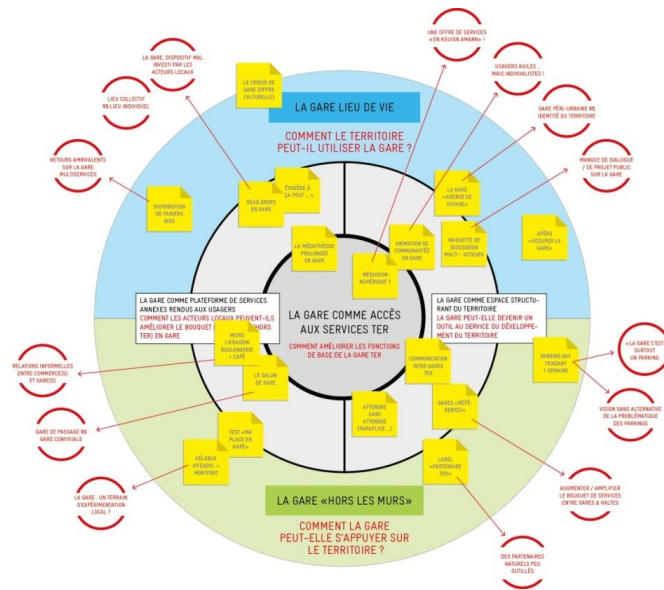 UNE OFFRE DE SERVICES
«EN KOUIGN AMANN» !
LA GARE, DISPOSITIF MAL
INVESTI PAR LES
ACTEURS LOCAUX
USAGERS AGILES ..
MAIS INDIVIUALISTES !
LE COVEUR DE
GARE (OFFRE
CULTURELLE)
LIEU COLLECTIF
VS LIEU INDIVIDUEL
LA GARE LIEU DE VIE
GARE PÉRI-URBAINE VS
IDENTITÉ DU TERRITOIRE
COMMENT LE TERRITOIRE
PEUT-IL UTILISER LA GARE ?
RETOURS AMBIVALENTS
SUR LA GARE
MULTISERVICES
MANQUE DE DIALOGUE
/ DE PROJET PUBLIC
SUR LA GARE
DISTRIBUTION
DE PANIERS
BIOS
DEAD DROPS
EN GARE
ÉTAGÈRE À
«ÇA PEUT ... »
LA GARE
«AGENCE DE
VOYAGE»
LA MÉDIATHÈQUE
PROLONGÉE
EN GARE
ANIMATION DE
COMMUNAUTÉS
EN GARE
MAQUETTE DE
DISCUSSION
MULTI - ACTEURS
APÉRO
«OCCUPER LA
GARE»
MÉDIATION
NUMÉRIQUE ?
LA GARE COMME PLATEFORME DE SERVICES
ANNEXES RENDUS AUX USAGERS
COMMENT LES ACTEURS LOCAUX PEUVENT-ILS
AMÉLIORER LE BOUQUET
(HORS
TER) EN GARE
LA GARE COMME ACCÈS
AUX SERVICES TER
COMMENT AMÉLIORER LES FONCTIONS
DE BASE DE LA GARE TER
LA GARE COMME ESPACE STRUCTU-
RANT DU TERRITOIRE
LA GARE PEUT-ELLE DEVENIR UN
OUTIL AU SERVICE DU DÉVELOPPE-
MENT DU TERRITOIRE
MICRO
LIVRAISON
BOULANGERIE
+ CAFÉ
RELATIONS INFORMELLES
ENTRE COMMERCE(S)
ET GARE(S)
LE SALON
DE GARE
COMMUNICATION
INTER GARES
TER
PARKING DAY
PENDANT
1 SEMAINE
«LA GARE C'EST
SURTOUT
UN PARKING
GARE DE PASSAGE VS
GARE CONVIVIALE
TEST «MA
PLACE EN
GARE»
ATTENDRE
SANS
ATTENDRE
(PARAPLUIE ...)
GARES «RÉFÉ-
RENTES»
VISION SANS ALTERNATIVE
DE LA PROBLÉMATIQUE
DES PARKINGS
VÉLOBUS
IFFENDIC -
MONTFORT
LABEL
«PARTENAIRE
TER»
LA GARE : UN TERRAIN
D'EXPÉRIMENTATION
LOCAL ?
LA GARE «HORS LES MURS»
AUGMENTER / AMPLIFIER
LE BOUQUET DE SERVICES
ENTRE GARES & HALTES
COMMENT LA GARE
PEUT-ELLE S'APPUYER SUR
LE TERRITOIRE ?
DES PARTENAIRES
NATURELS PEU
OUTILLÉS